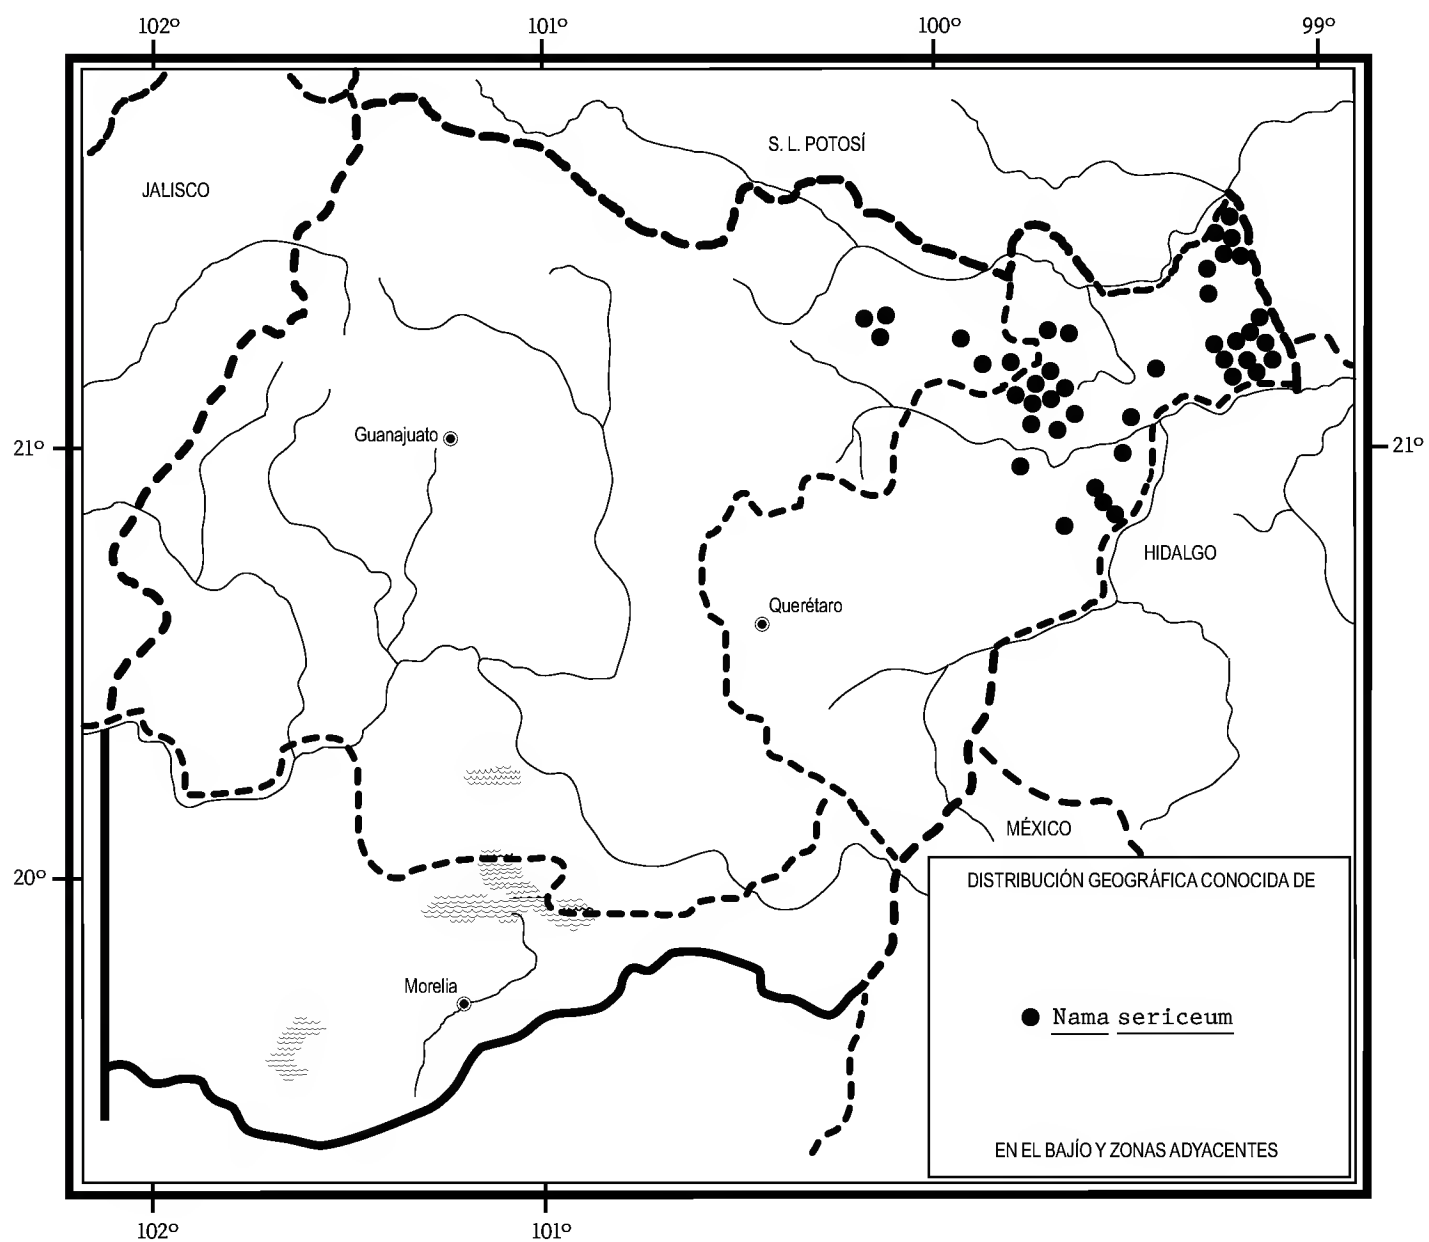 102º 101º 100º 99º
S. L. POTOSÍ
JALISCO
Guanajuato
21º 21º
HIDALGO
Querétaro
MÉXICO
20º
DISTRIBUCIÓN GEOGRÁFICA CONOCIDA DE
Morelia
Nama sericeum
EN EL BAJÍO Y ZONAS ADYACENTES
102º 101º